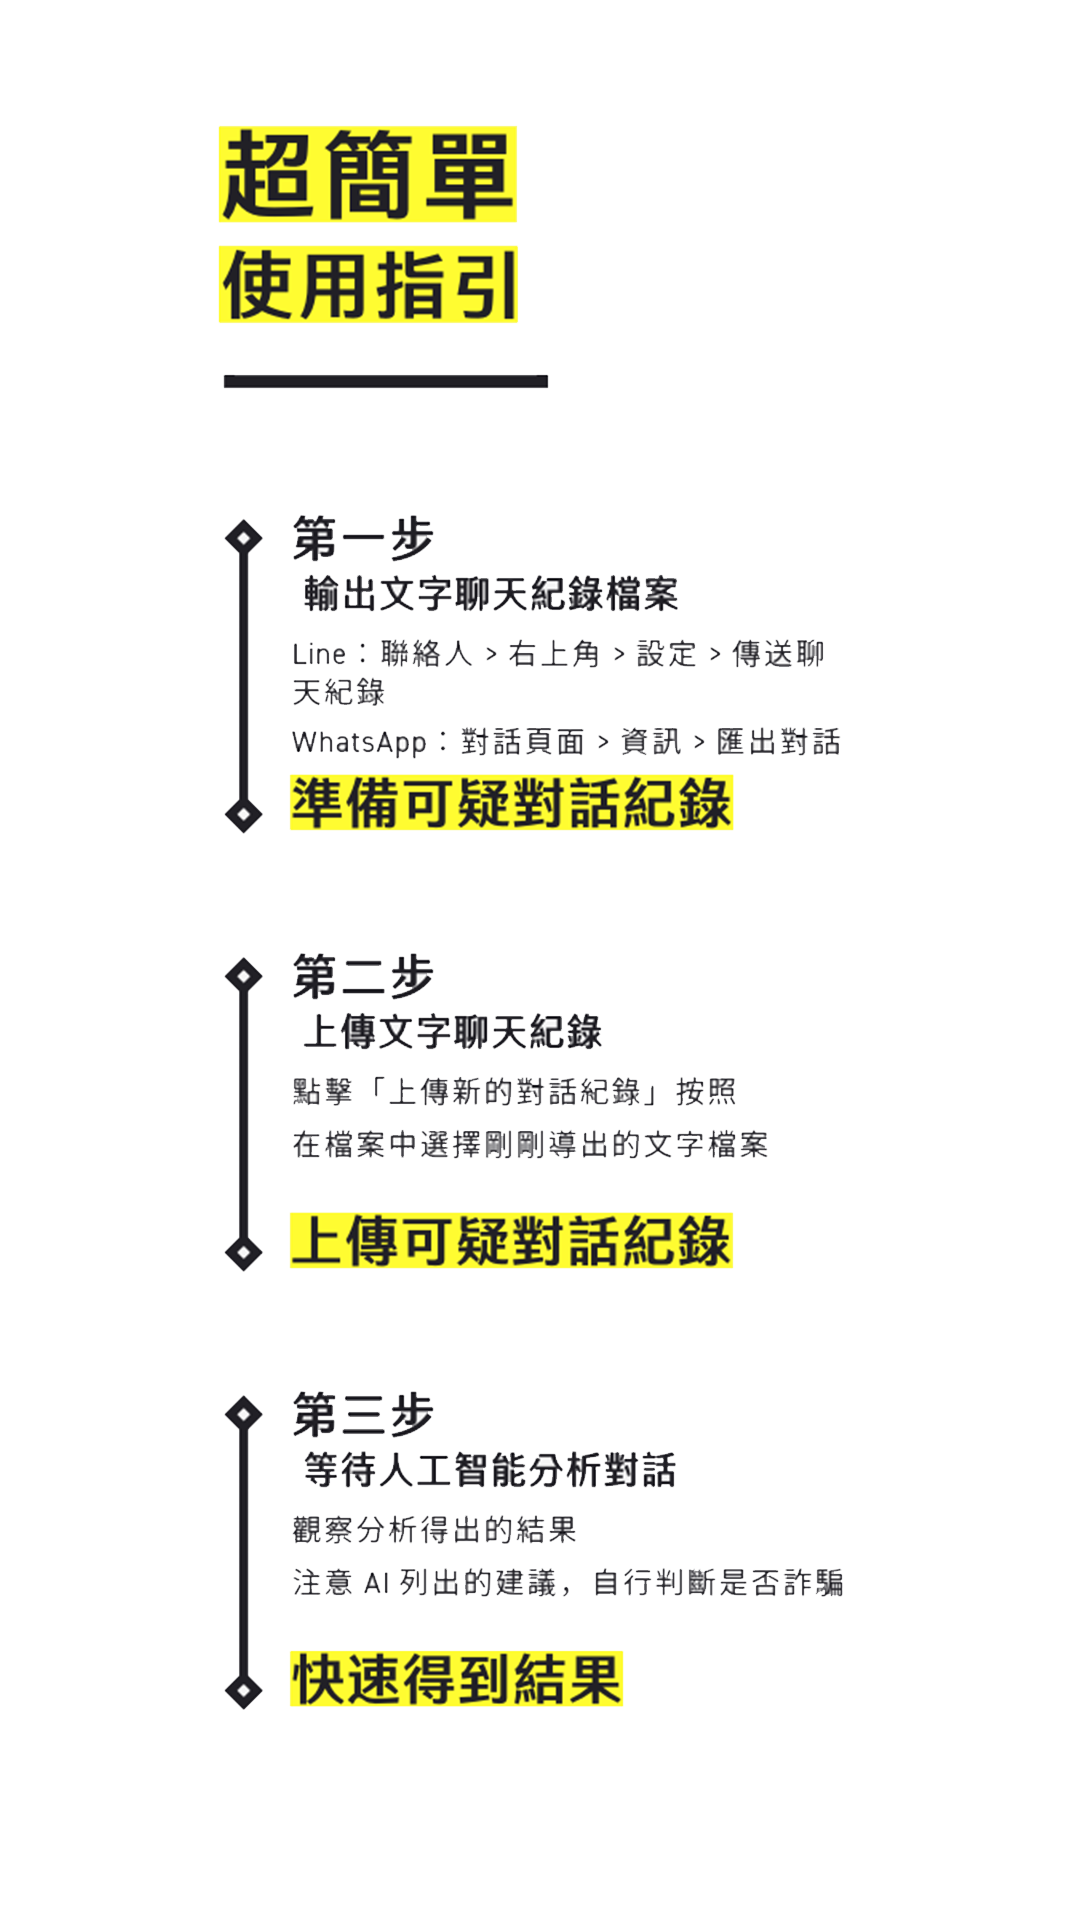 超簡單
使用指引
第一步
輸出文字聊天紀錄檔案
Line：聯絡人 > 右上角 > 設定 > 傳送聊
天紀錄
WhatsApp：對話頁面 > 資訊 > 匯出對話
準備可疑對話紀錄
第二步
上傳文字聊天紀錄
點擊「上傳新的對話紀錄」按照
在檔案中選擇剛剛導出的文字檔案
上傳可疑對話紀錄
第三步
等待人工智能分析對話
觀察分析得出的結果
注意 AI 列出的建議，自行判斷是否詐騙
快速得到結果